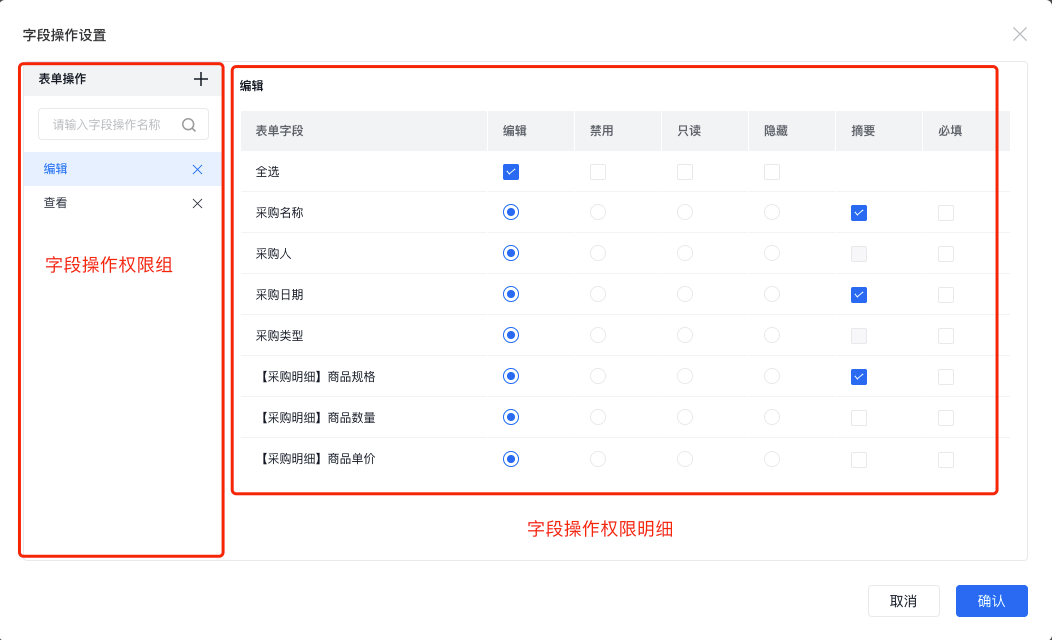 字段操作设置
表单操作
请输入字段操作名称
编辑
查看
字段操作权限组
编辑
表单字段 编辑 禁用 只读 隐藏 摘要 必填
全选
采购名称
采购人
采购日期
采购类型
【采购明细】商品规格
【采购明细】商品数量
【采购明细】商品单价
字段操作权限明细
取消 确认